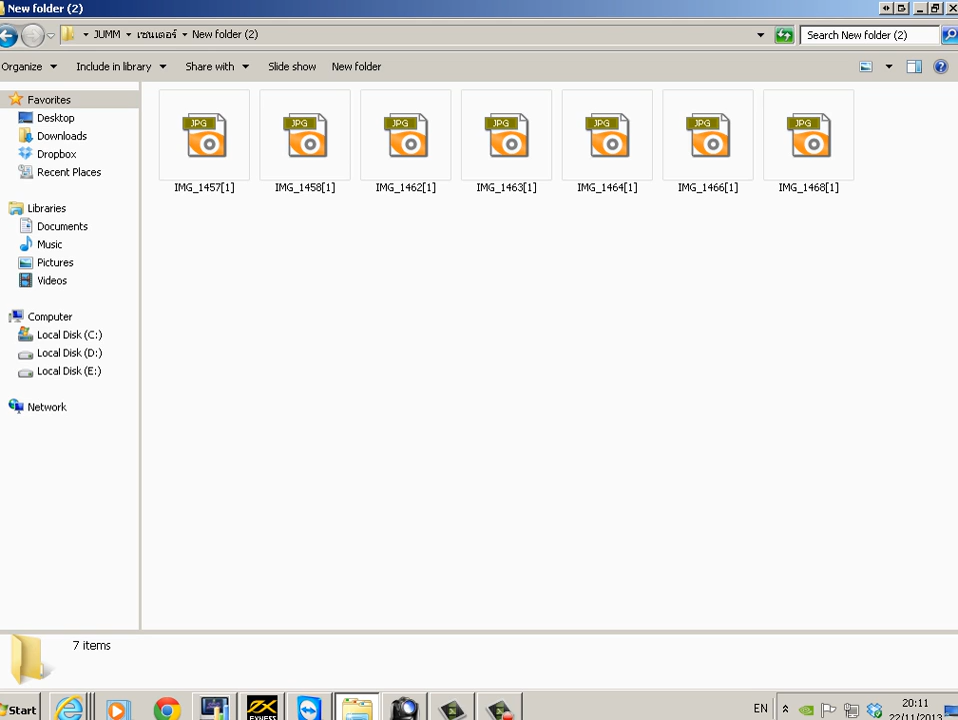 New folder (2)
JUMM เซนเตอร์ New folder (2)
Search New folder (2)
Organize Include in library Share with Slide show New folder
Favorites
Desktop
Downloads
Dropbox
Recent Places
Libraries
Documents
Music
Pictures
Videos
Computer
Local Disk (C:)
Local Disk (D:)
Local Disk (E:)
Network
JPG JPG JPG JPG JPG JPG JPG
IMG_1457[1] IMG_1458[1] IMG_1462[1] IMG_1463[1] IMG_1464[1] IMG_1466[1] IMG_1468[1]
7 items
Start
EN
20:11
22/11/2013